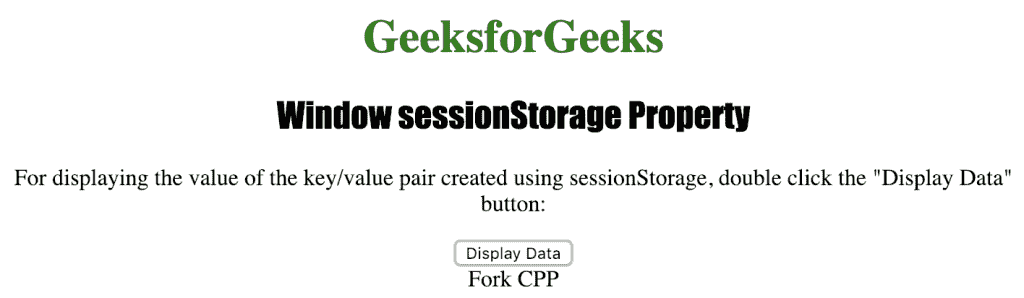 GeeksforGeeks
Window sessionStorage Property
For displaying the value of the key/value pair created using sessionStorage, double click the "Display Data"
button:
Display Data
Fork CPP